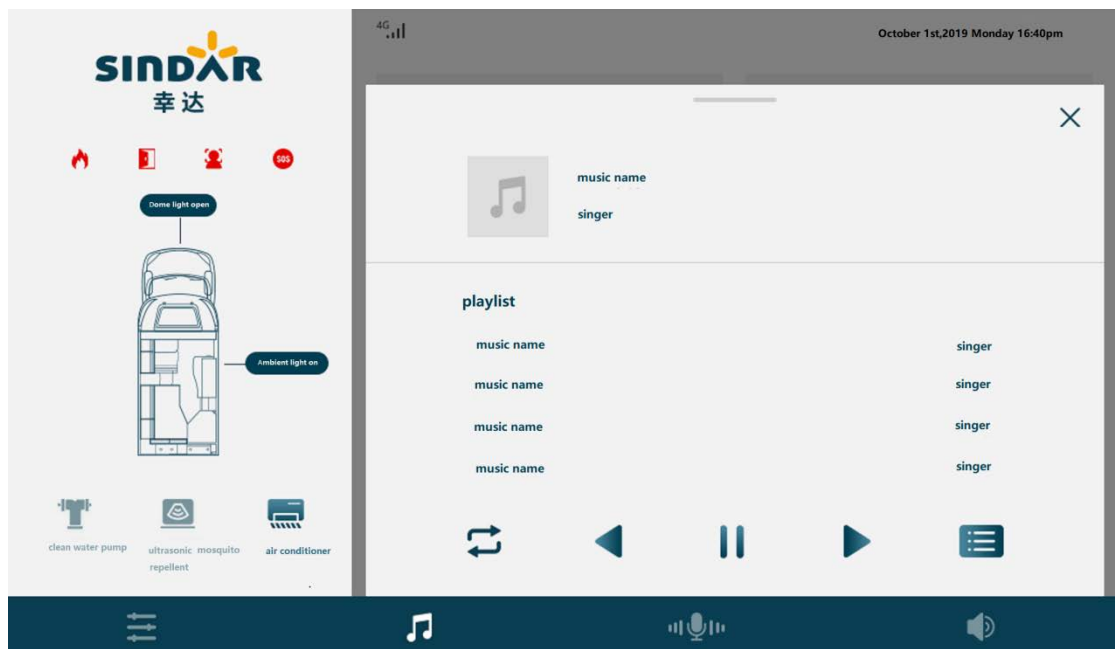 SINDAR
幸达
SOS
Dome light open
Ambient light on
clean water pump
ultrasonic mosquito
repellent
air conditioner
4G
October 1st,2019 Monday 16:40pm
music name
singer
playlist
music name singer
music name singer
music name singer
music name singer